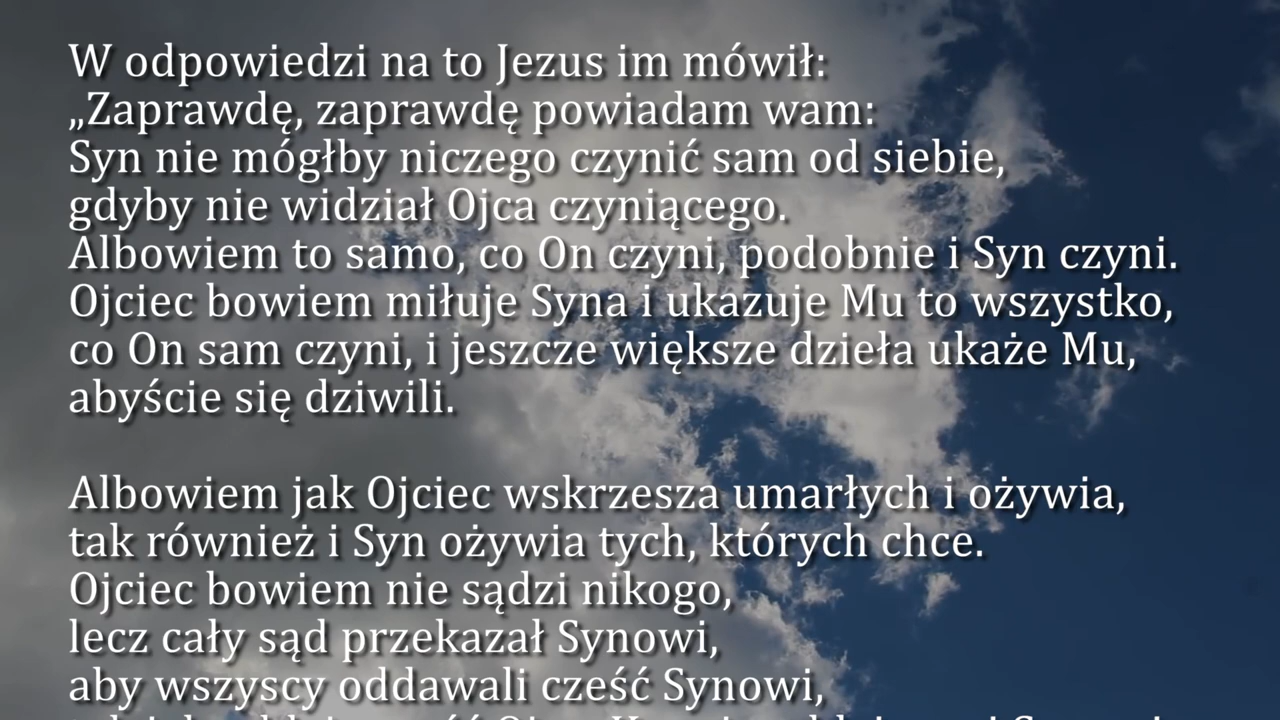 W odpowiedzi na to Jezus im mówił:
„Zaprawdę, zaprawdę powiadam wam:
Syn nie mógłby niczego czynić sam od siebie,
gdyby nie widział Ojca czyniącego.
Albowiem to samo, co On czyni, podobnie i Syn czyni.
Ojciec bowiem miłuje Syna i ukazuje Mu to wszystko,
co On sam czyni, i jeszcze większe dzieła ukaże Mu,
abyście się dziwili.
Albowiem jak Ojciec wskrzesza umarłych i ożywia,
tak również i Syn ożywia tych, których chce.
Ojciec bowiem nie sądzi nikogo,
lecz cały sąd przekazał Synowi,
aby wszyscy oddawali cześć Synowi,